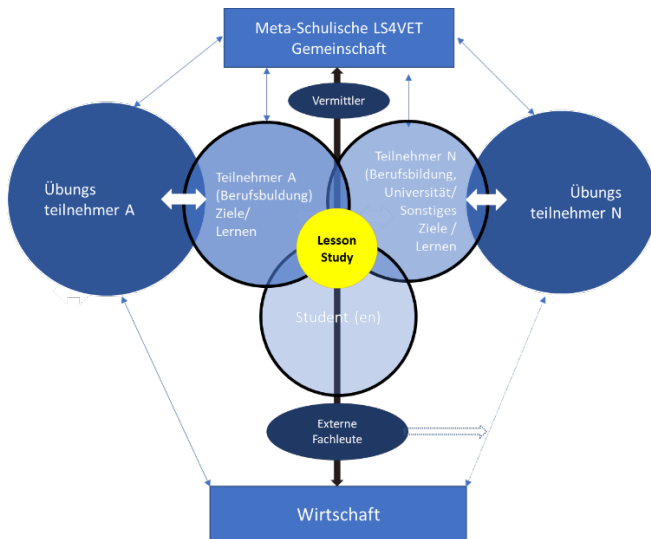 Meta-Schulische LS4VET
Gemeinschaft
Vermittler
Übungs
teilnehmer A
Teilnehmer A
(Berufsbuldung)
Ziele/
Lernen
Teilnehmer N
(Berufsbildung,
Universität/
Sonstiges
Ziele /
Lernen
Übungs
teilnehmer N
Lesson
Study
Student (en)
Externe
Fachleute
Wirtschaft